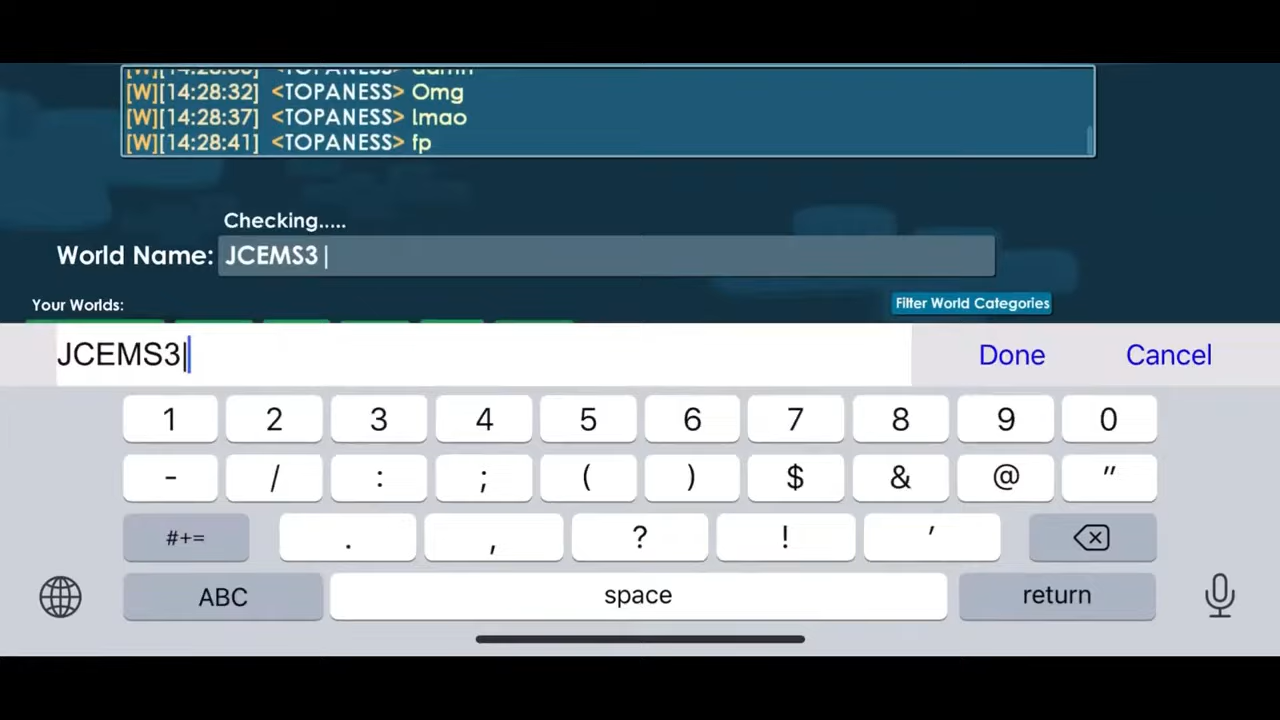 [W][14:28:32] <TOPANESS> Omg
[W][14:28:37] <TOPANESS> lmao
[W][14:28:41] <TOPANESS> fp
Checking.....
World Name: JCEMS3|
Your Worlds:
Filter World Categories
JCEMS3|
Done Cancel
1 2 3 4 5 6 7 8 9 0
- / : ; ( ) $ & @ "
#+= . , ? ! '
ABC space return